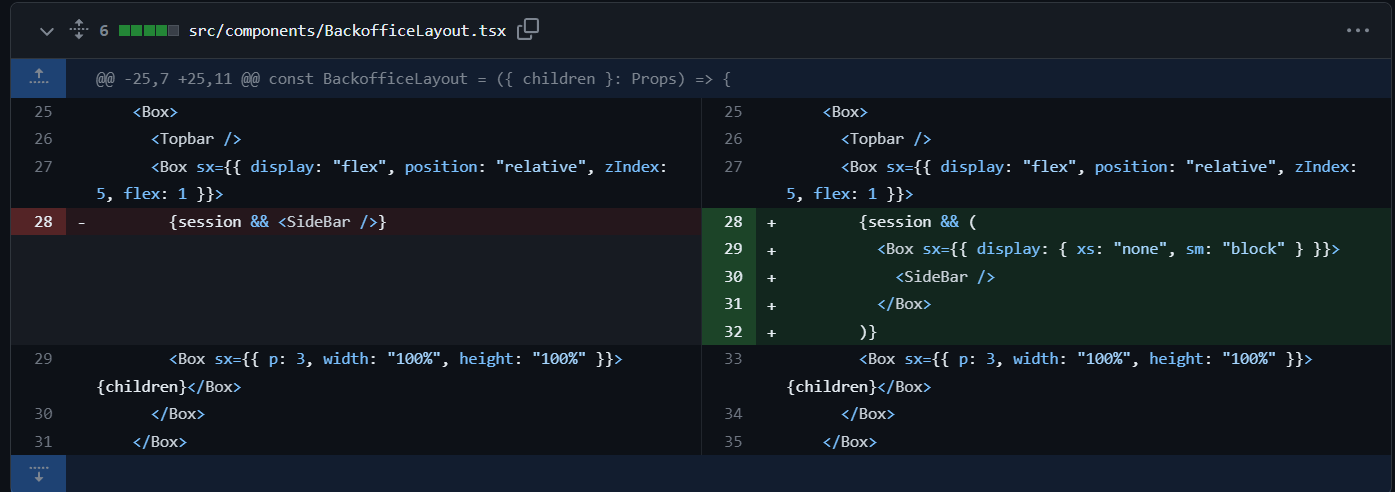 6 src/components/BackofficeLayout.tsx
@@ -25,7 +25,11 @@ const BackofficeLayout = ({ children }: Props) => {
25 <Box>
26 <Topbar />
27 <Box sx={{ display: "flex", position: "relative", zIndex:
5, flex: 1 }}>
28 - {session && <SideBar />}
29 <Box sx={{ p: 3, width: "100%", height: "100%" }}>
{children}</Box>
30 </Box>
31 </Box>
25 <Box>
26 <Topbar />
27 <Box sx={{ display: "flex", position: "relative", zIndex:
5, flex: 1 }}>
28 + {session && (
29 + <Box sx={{ display: { xs: "none", sm: "block" } }}>
30 + <SideBar />
31 + </Box>
32 + )}
33 <Box sx={{ p: 3, width: "100%", height: "100%" }}>
{children}</Box>
34 </Box>
35 </Box>